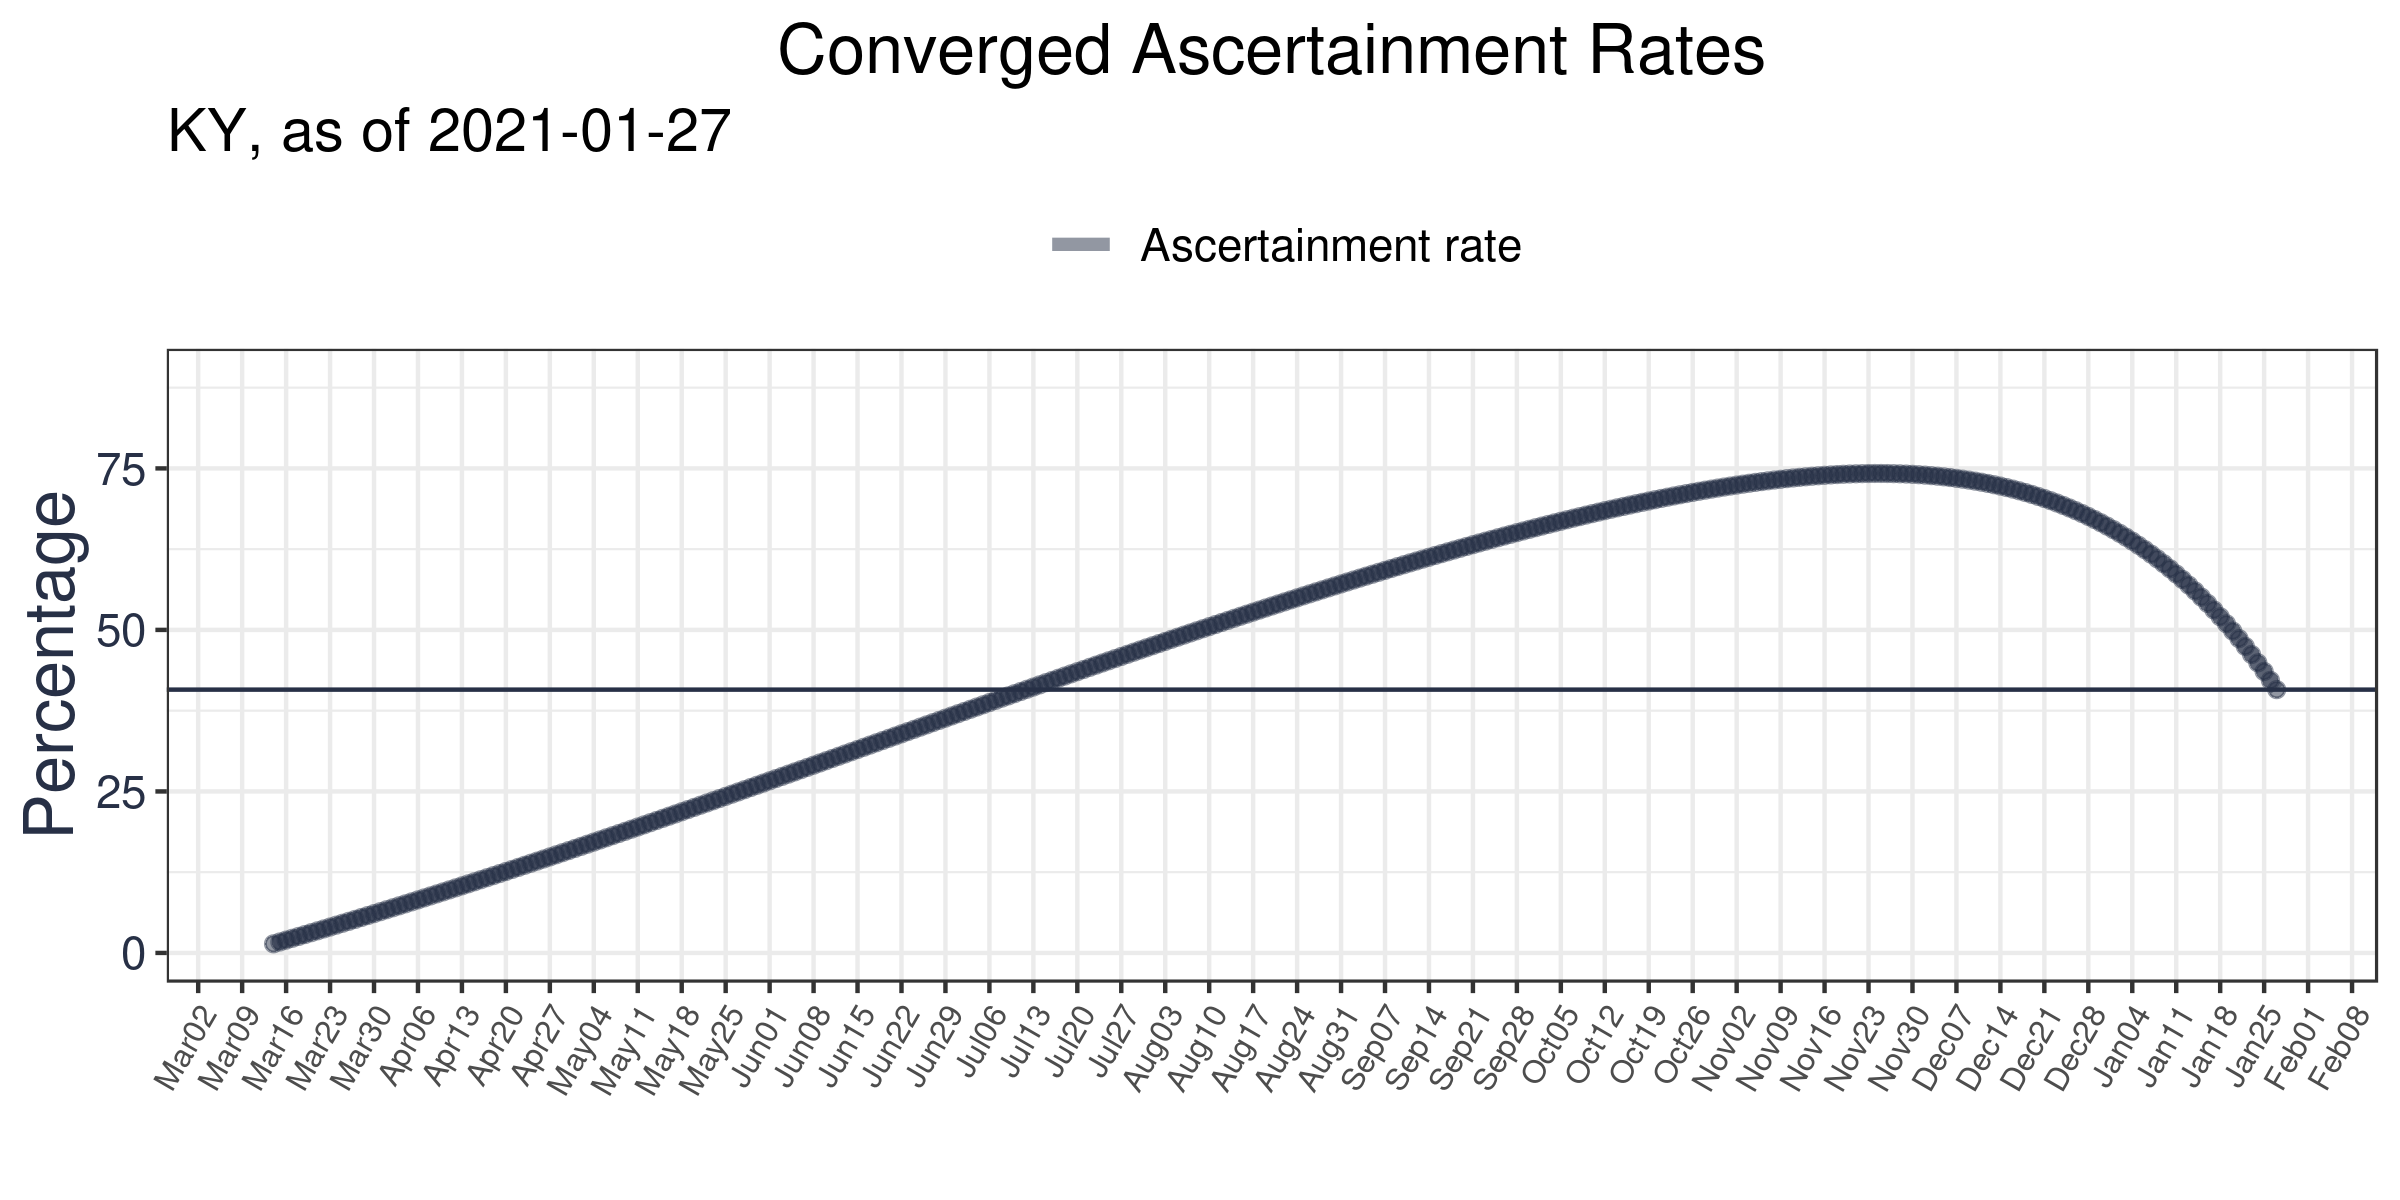 Converged Ascertainment Rates
KY, as of 2021-01-27
Ascertainment rate
Percentage
75
50
25
0
Mar02 Mar09 Mar16 Mar23 Mar30 Apr06 Apr13 Apr20 Apr27 May04 May11 May18 May25 Jun01 Jun08 Jun15 Jun22 Jun29 Jul06 Jul13 Jul20 Jul27 Aug03 Aug10 Aug17 Aug24 Aug31 Sep07 Sep14 Sep21 Sep28 Oct05 Oct12 Oct19 Oct26 Nov02 Nov09 Nov16 Nov23 Nov30 Dec07 Dec14 Dec21 Dec28 Jan04 Jan11 Jan18 Jan25 Feb01 Feb08